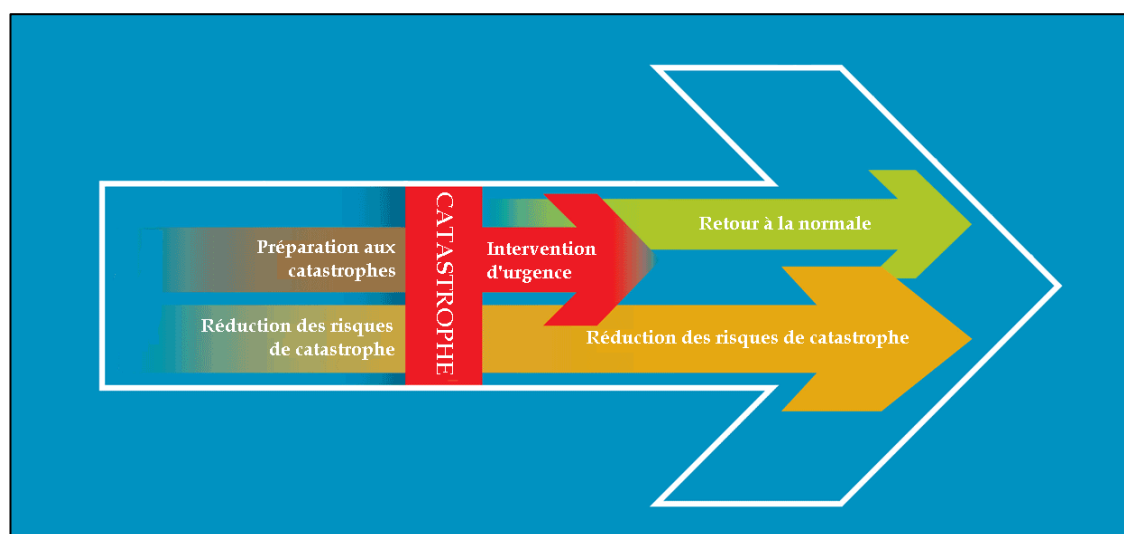 Préparation aux
catastrophes
Réduction des risques
de catastrophe
CATASTROPHE
Intervention
d'urgence
Retour à la normale
Réduction des risques de catastrophe